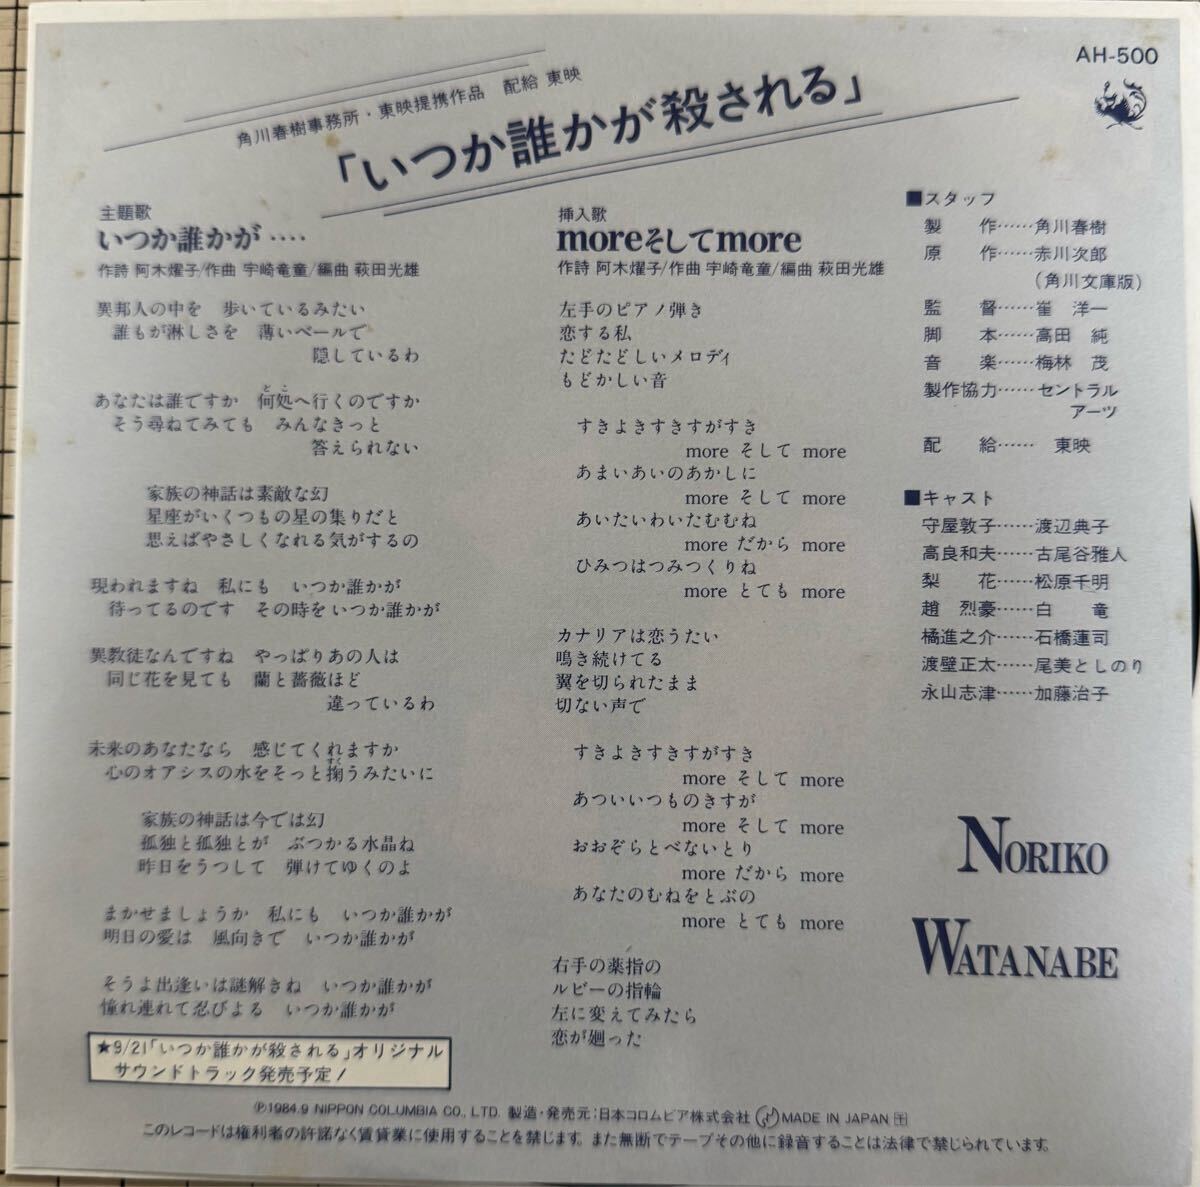 AH-500
角川春樹事務所・東映提携作品　配給 東映
「いつか誰かが殺される」
主題歌
いつか誰かが‥‥
作詩 阿木燿子/作曲 宇崎竜童/編曲 萩田光雄
異邦人の中を　歩いているみたい
誰もが淋しさを　薄いベールで
隠しているわ
あなたは誰ですか　何処へ行くのですか
とこ
そう尋ねてみても　みんなきっと
答えられない
家族の神話は素敵な幻
星座がいくつもの星の集りだと
思えばやさしくなれる気がするの
現われますね　私にも　いつか誰かが
待ってるのです　その時をいつか誰かが
異教徒なんですね　やっぱりあの人は
同じ花を見ても　蘭と薔薇ほど
違っているわ
未来のあなたなら　感じてくれますか
心のオアシスの水をそっと掬うみたいに
すく
家族の神話は今では幻
孤独と孤独とが　ぶつかる水晶ね
昨日をうつして　弾けてゆくのよ
まかせましょうか　私にも　いつか誰かが
明日の愛は　風向きで　いつか誰かが
そうよ出逢いは謎解きね　いつか誰かが
憧れ連れて忍びよる　いつか誰かが
★9/21「いつか誰かが殺される」オリジナル
サウンドトラック発売予定！
挿入歌
moreそしてmore
作詩 阿木燿子/作曲 宇崎竜童/編曲 萩田光雄
左手のピアノ弾き
恋する私
たどたどしいメロディ
もどかしい音
すきよきすきすがすき
more そして more
あまいあいのあかしに
more そして more
あいたいわいたむむね
more だから more
ひみつはつみつくりね
more とても more
カナリアは恋うたい
鳴き続けてる
翼を切られたまま
切ない声で
すきよきすきすがすき
more そして more
あついいつものきすが
more そして more
おおぞらとべないとり
more だから more
あなたのむねをとぶの
more とても more
右手の薬指の
ルビーの指輪
左に変えてみたら
恋が廻った
■スタッフ
製　作……角川春樹
原　作……赤川次郎
（角川文庫版）
監　督……崔　洋一
脚　本……高田　純
音　楽……梅林　茂
製作協力……セントラル
アーツ
配　給……　東映
■キャスト
守屋敦子……渡辺典子
高良和夫……古尾谷雅人
梨　花……松原千明
趙　烈豪……白　竜
橘進之介……石橋蓮司
渡壁正太……尾美としのり
永山志津……加藤治子
NORIKO
WATANABE
Ⓟ1984.9 NIPPON COLUMBIA CO., LTD. 製造・発売元：日本コロムビア株式会社 MADE IN JAPAN
このレコードは権利者の許諾なく賃貸業に使用することを禁じます。また無断でテープその他に録音することは法律で禁じられています。